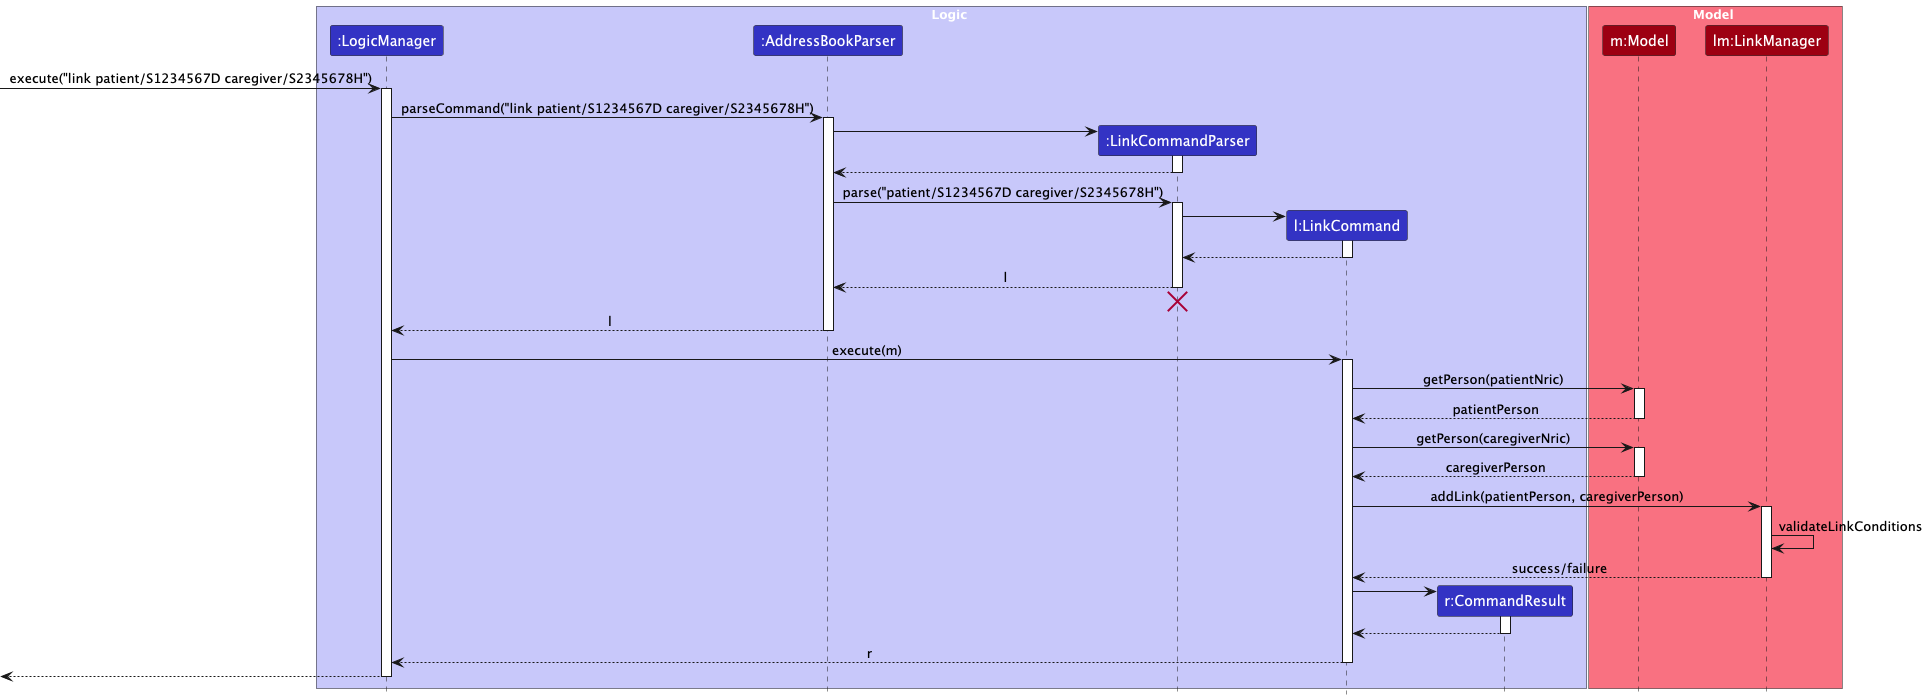 Logic
Model
:LogicManager
:AddressBookParser
m:Model
lm:LinkManager
execute("link patient/S1234567D caregiver/S2345678H")
parseCommand("link patient/S1234567D caregiver/S2345678H")
:LinkCommandParser
parse("patient/S1234567D caregiver/S2345678H")
l:LinkCommand
l
l
execute(m)
getPerson(patientNric)
patientPerson
getPerson(caregiverNric)
caregiverPerson
addLink(patientPerson, caregiverPerson)
validateLinkConditions
success/failure
r:CommandResult
r